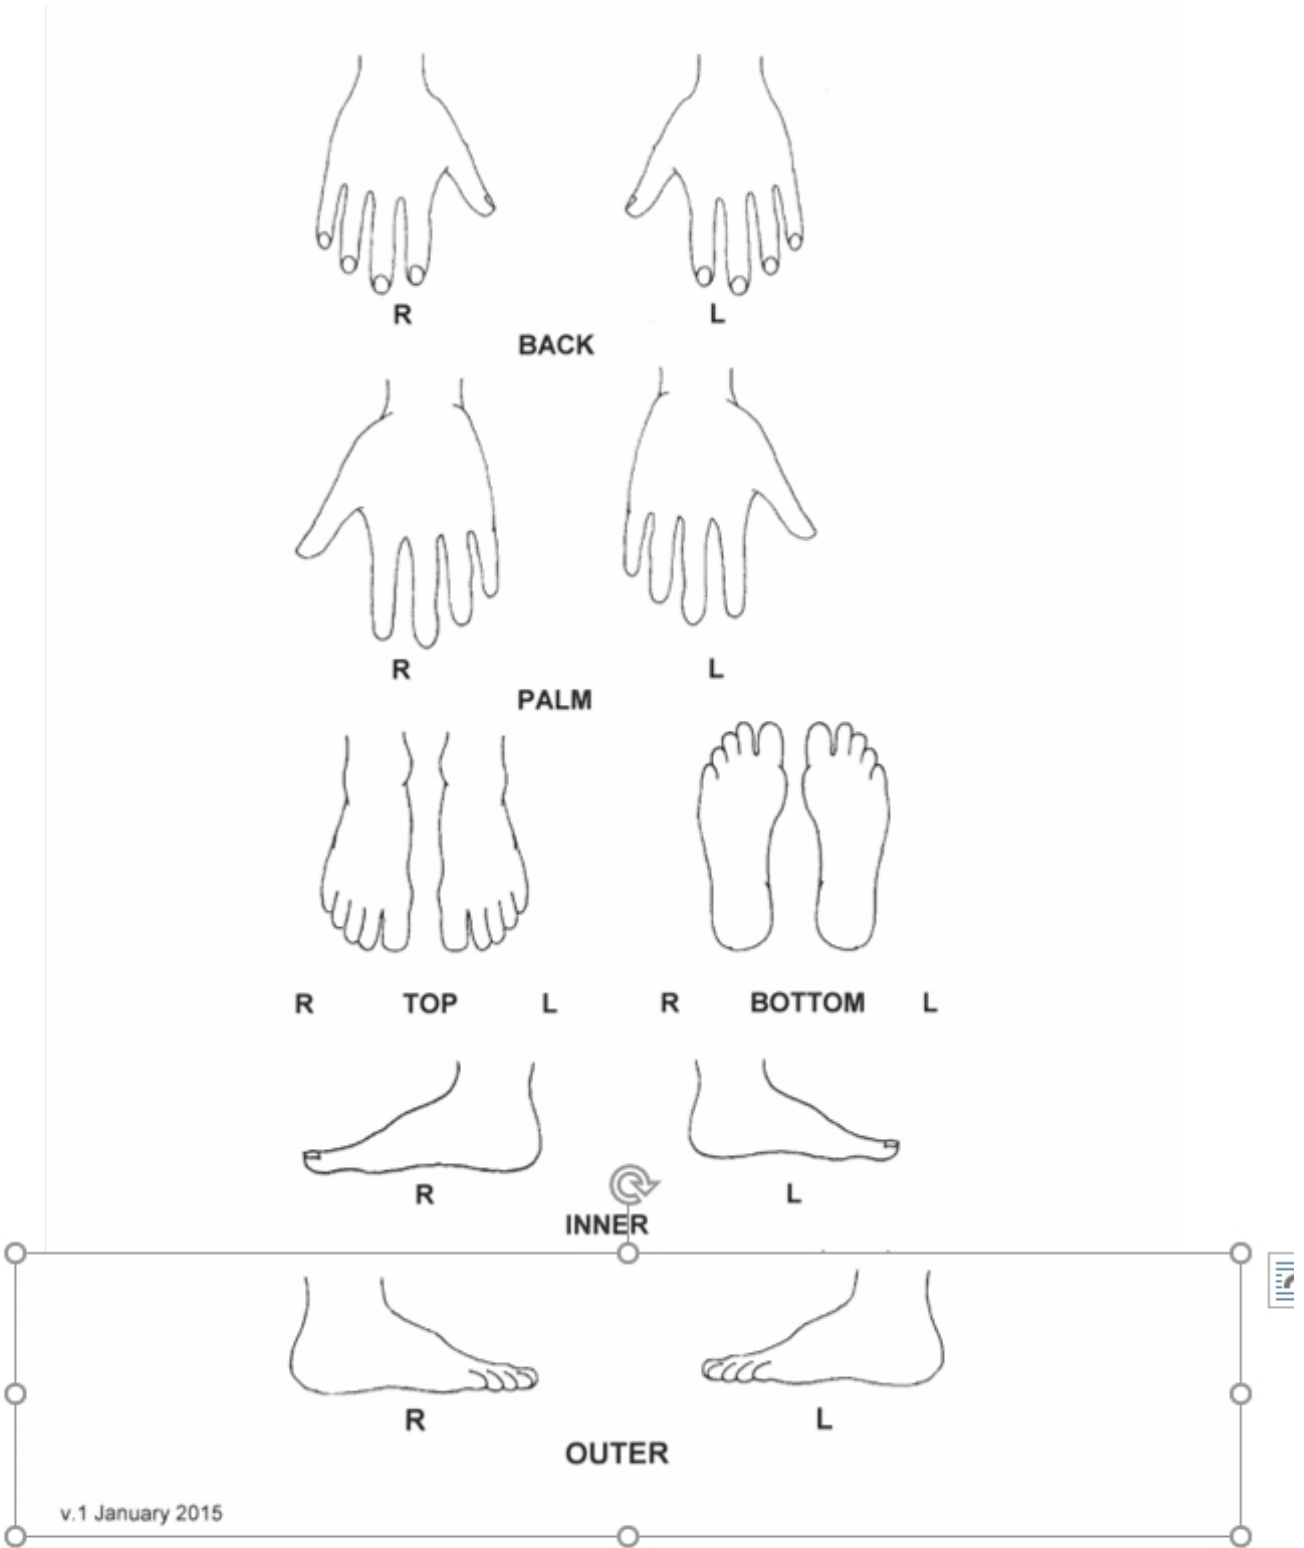 R L
BACK
R L
PALM
R TOP L R BOTTOM L
R L
INNER
R L
OUTER
v.1 January 2015